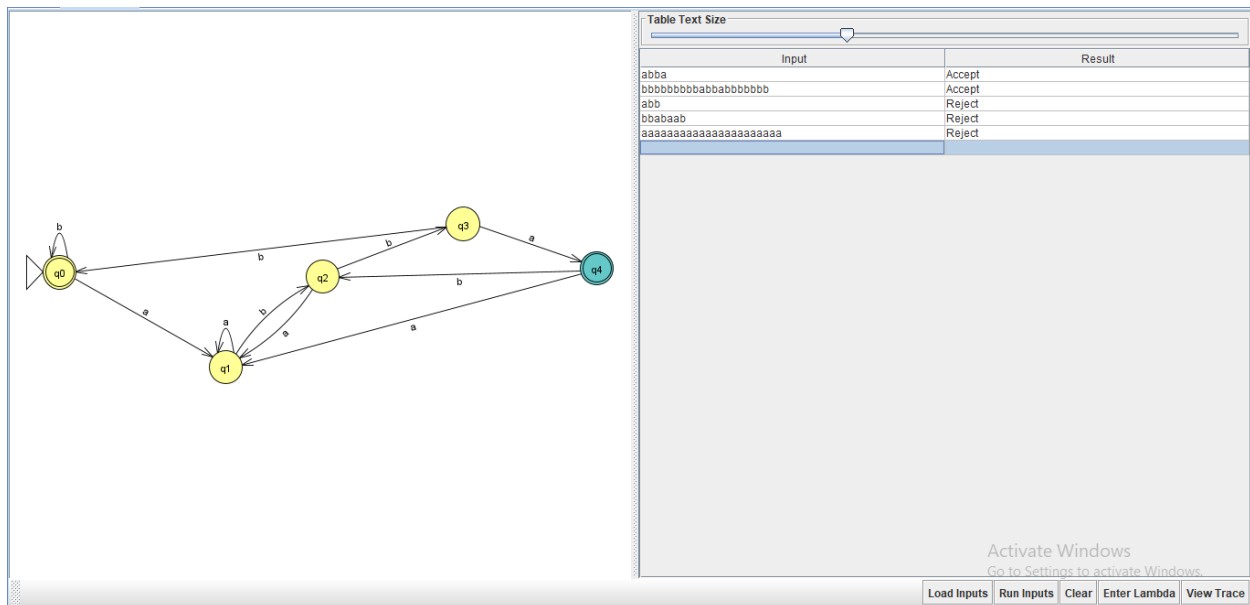 Table Text Size
Input Result
abba Accept
bbbbbbbbbabbabbbbbbb Accept
abb Reject
bbabaab Reject
aaaaaaaaaaaaaaaaaaaaaa Reject
b
q3
b
a
b
q0
q2
q4
b
a
b
a
a
a
q1
Activate Windows
Go to Settings to activate Windows.
Load Inputs Run Inputs Clear Enter Lambda View Trace